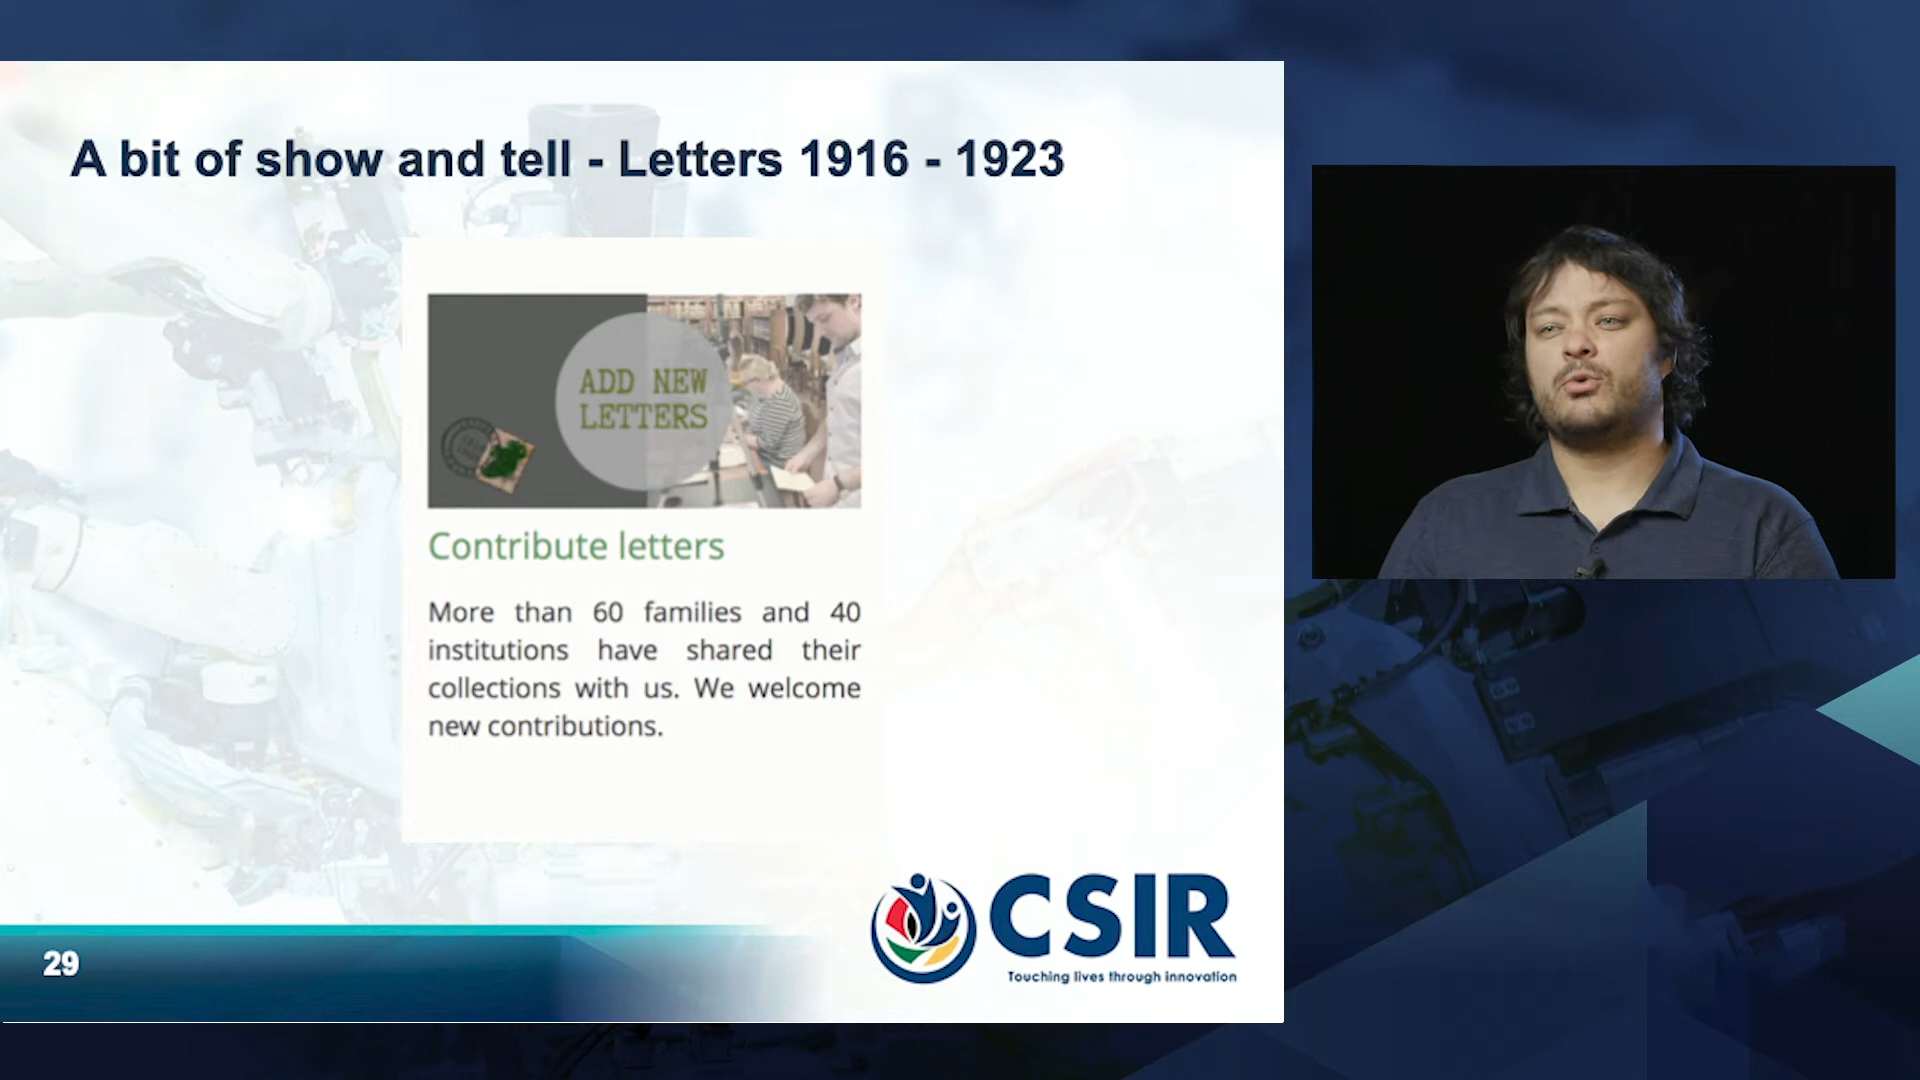 A bit of show and tell - Letters 1916 - 1923
ADD NEW
LETTERS
Contribute letters
More than 60 families and 40
institutions have shared their
collections with us. We welcome
new contributions.
29
CSIR
Touching lives through innovation